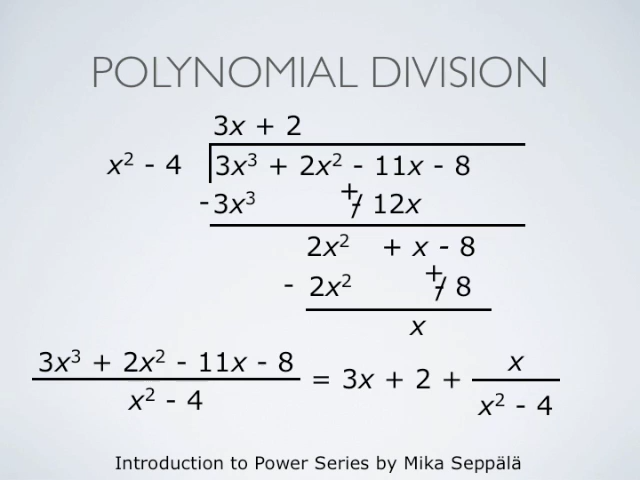 POLYNOMIAL DIVISION
3x + 2
x² - 4 3x³ + 2x² - 11x - 8
- 3x³ +/- 12x
2x² + x - 8
- 2x² +/- 8
x
3x³ + 2x² - 11x - 8
x² - 4
= 3x + 2 +
x
x² - 4
Introduction to Power Series by Mika Seppälä